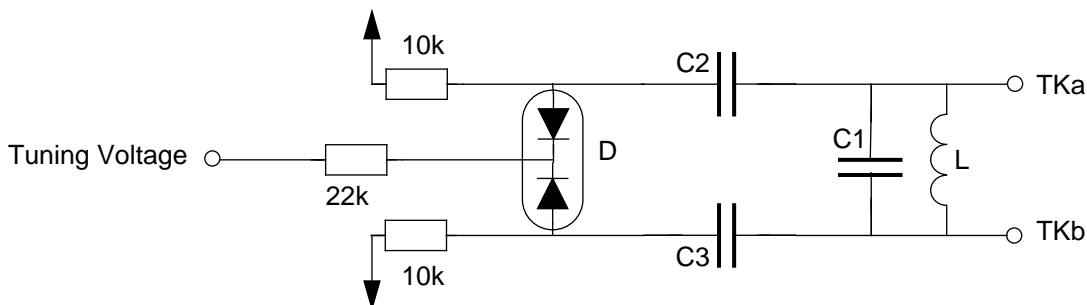 10k
C2
TKa
Tuning Voltage
D
C1
L
22k
TKb
C3
10k